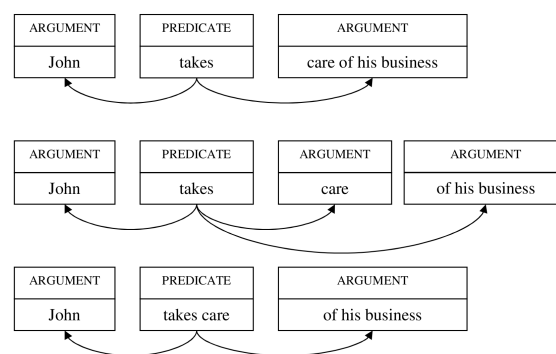 ARGUMENT PREDICATE ARGUMENT
John takes care of his business
ARGUMENT PREDICATE ARGUMENT ARGUMENT
John takes care of his business
ARGUMENT PREDICATE ARGUMENT
John takes care of his business